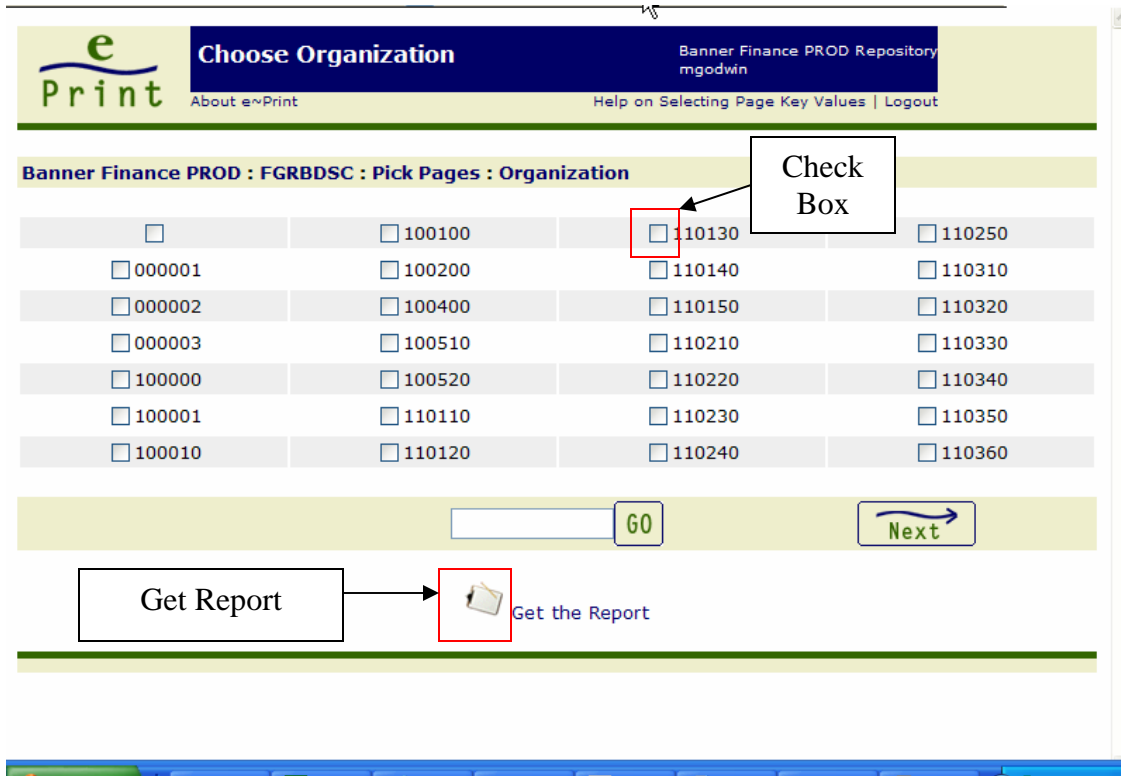 e
Print
Choose Organization
Banner Finance PROD Repository
mgodwin
About e~Print
Help on Selecting Page Key Values | Logout
Banner Finance PROD : FGRBDSC : Pick Pages : Organization
Check
Box
100100 110130 110250
000001 100200 110140 110310
000002 100400 110150 110320
000003 100510 110210 110330
100000 100520 110220 110340
100001 110110 110230 110350
100010 110120 110240 110360
GO
Next
Get Report
Get the Report